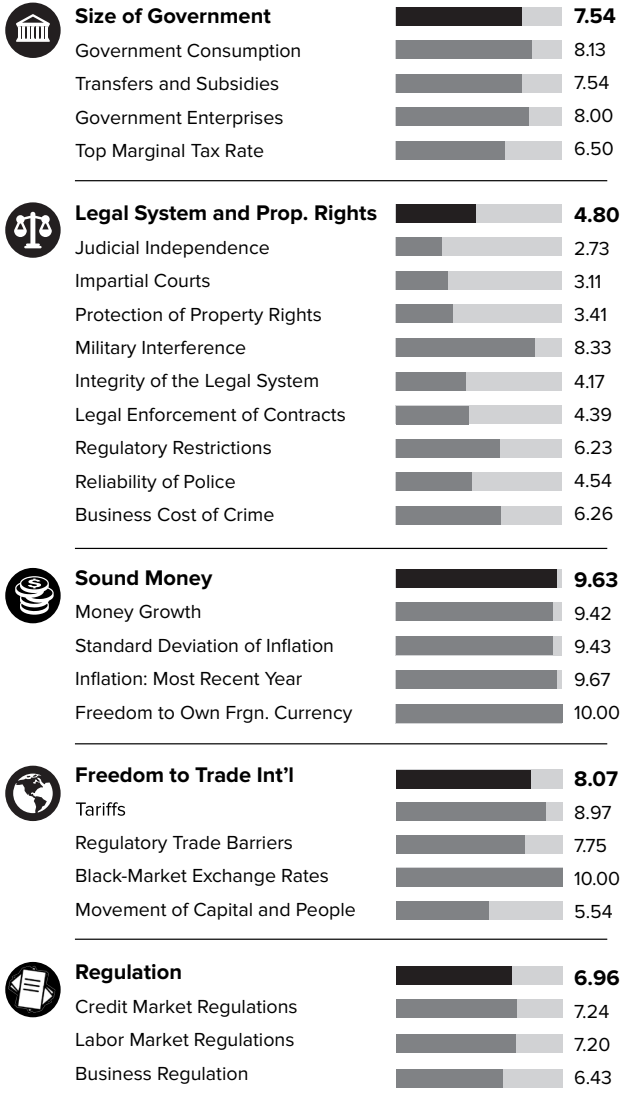 Size of Government 7.54
Government Consumption 8.13
Transfers and Subsidies 7.54
Government Enterprises 8.00
Top Marginal Tax Rate 6.50
Legal System and Prop. Rights 4.80
Judicial Independence 2.73
Impartial Courts 3.11
Protection of Property Rights 3.41
Military Interference 8.33
Integrity of the Legal System 4.17
Legal Enforcement of Contracts 4.39
Regulatory Restrictions 6.23
Reliability of Police 4.54
Business Cost of Crime 6.26
$
Sound Money 9.63
Money Growth 9.42
Standard Deviation of Inflation 9.43
Inflation: Most Recent Year 9.67
Freedom to Own Frgn. Currency 10.00
Freedom to Trade Int'l 8.07
Tariffs 8.97
Regulatory Trade Barriers 7.75
Black-Market Exchange Rates 10.00
Movement of Capital and People 5.54
Regulation 6.96
Credit Market Regulations 7.24
Labor Market Regulations 7.20
Business Regulation 6.43